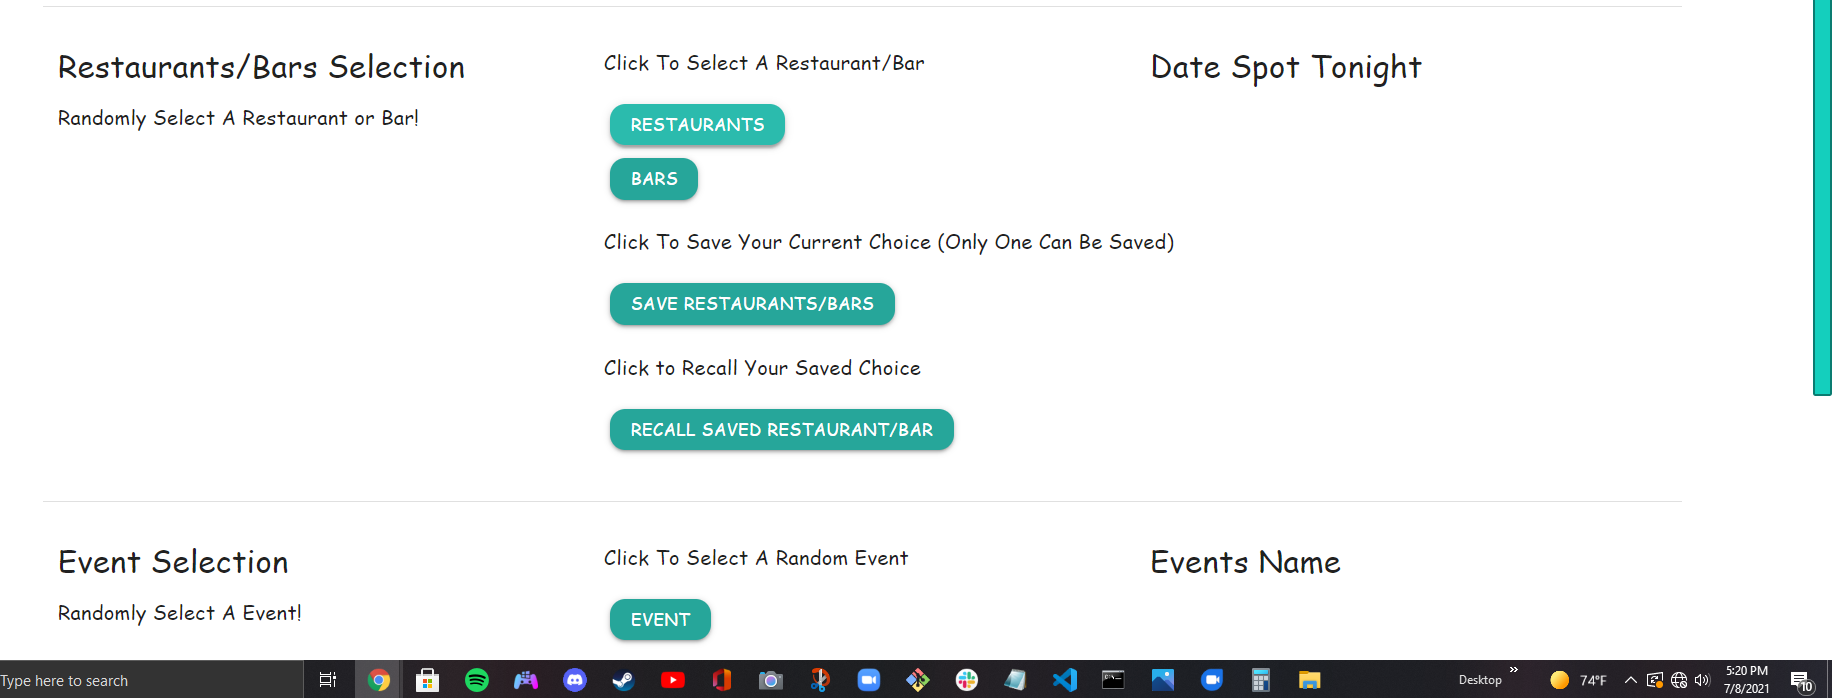 Restaurants/Bars Selection
Randomly Select A Restaurant or Bar!
Click To Select A Restaurant/Bar
RESTAURANTS
BARS
Click To Save Your Current Choice (Only One Can Be Saved)
SAVE RESTAURANTS/BARS
Click to Recall Your Saved Choice
RECALL SAVED RESTAURANT/BAR
Date Spot Tonight
Event Selection
Randomly Select A Event!
Click To Select A Random Event
EVENT
Events Name
Type here to search
Desktop
»
74°F
5:20 PM
7/8/2021
10